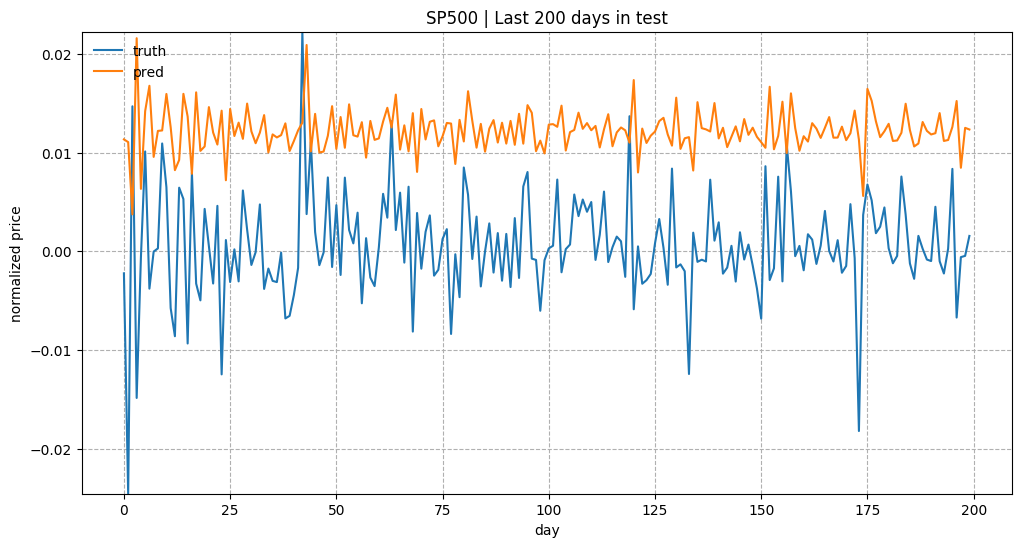 SP500 | Last 200 days in test
truth
pred
0.02
0.01
0.00
−0.01
−0.02
normalized price
0 25 50 75 100 125 150 175 200
day